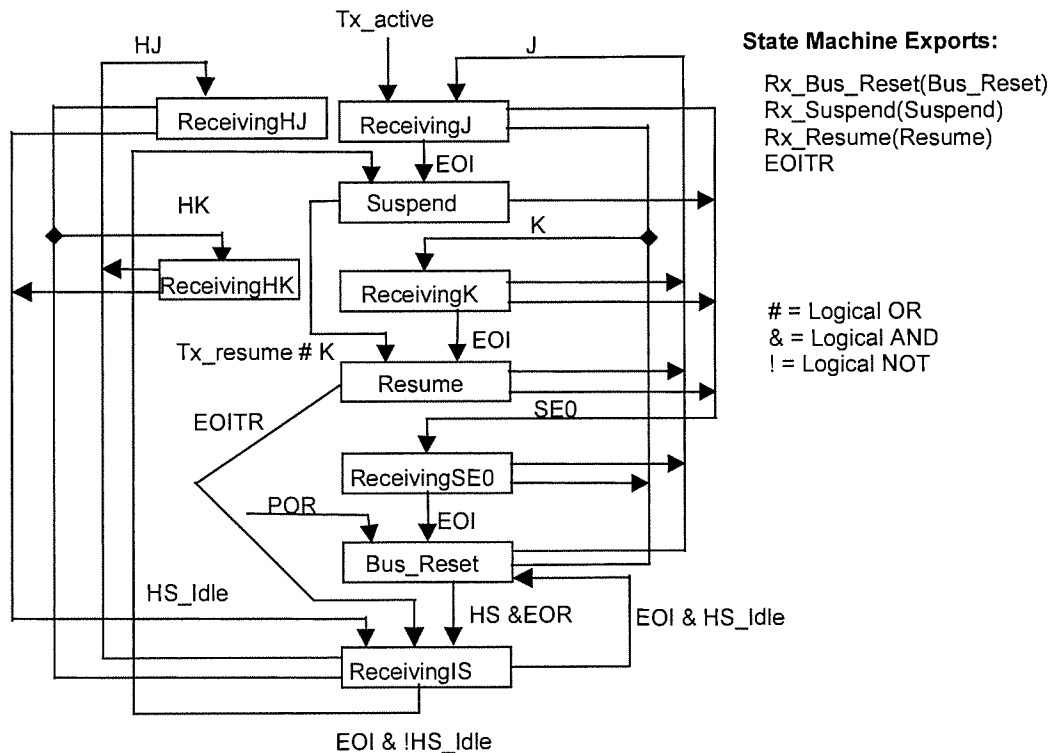 Tx_active
HJ
J
State Machine Exports:
Rx_Bus_Reset(Bus_Reset)
Rx_Suspend(Suspend)
Rx_Resume(Resume)
EOITR
ReceivingHJ
ReceivingJ
EOI
Suspend
HK
K
ReceivingHK
ReceivingK
# = Logical OR
& = Logical AND
! = Logical NOT
EOI
Tx_resume # K
Resume
EOITR
SE0
ReceivingSE0
POR
EOI
Bus_Reset
HS_Idle
HS &EOR
EOI & HS_Idle
ReceivingIS
EOI & !HS_Idle